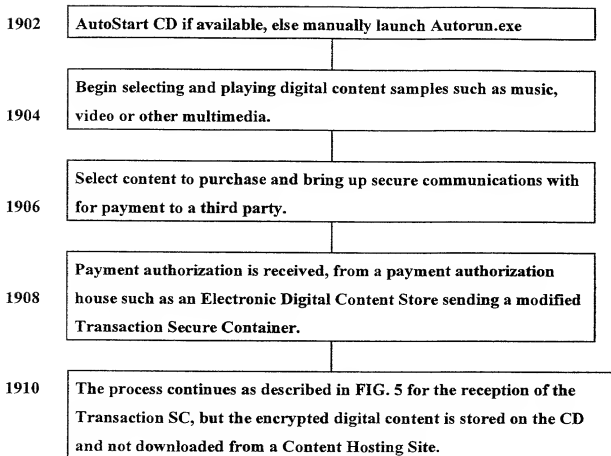 1902 AutoStart CD if available, else manually launch Autorun.exe
Begin selecting and playing digital content samples such as music,
1904 video or other multimedia.
Select content to purchase and bring up secure communications with
1906 for payment to a third party.
Payment authorization is received, from a payment authorization
1908 house such as an Electronic Digital Content Store sending a modified
Transaction Secure Container.
1910 The process continues as described in FIG. 5 for the reception of the
Transaction SC, but the encrypted digital content is stored on the CD
and not downloaded from a Content Hosting Site.